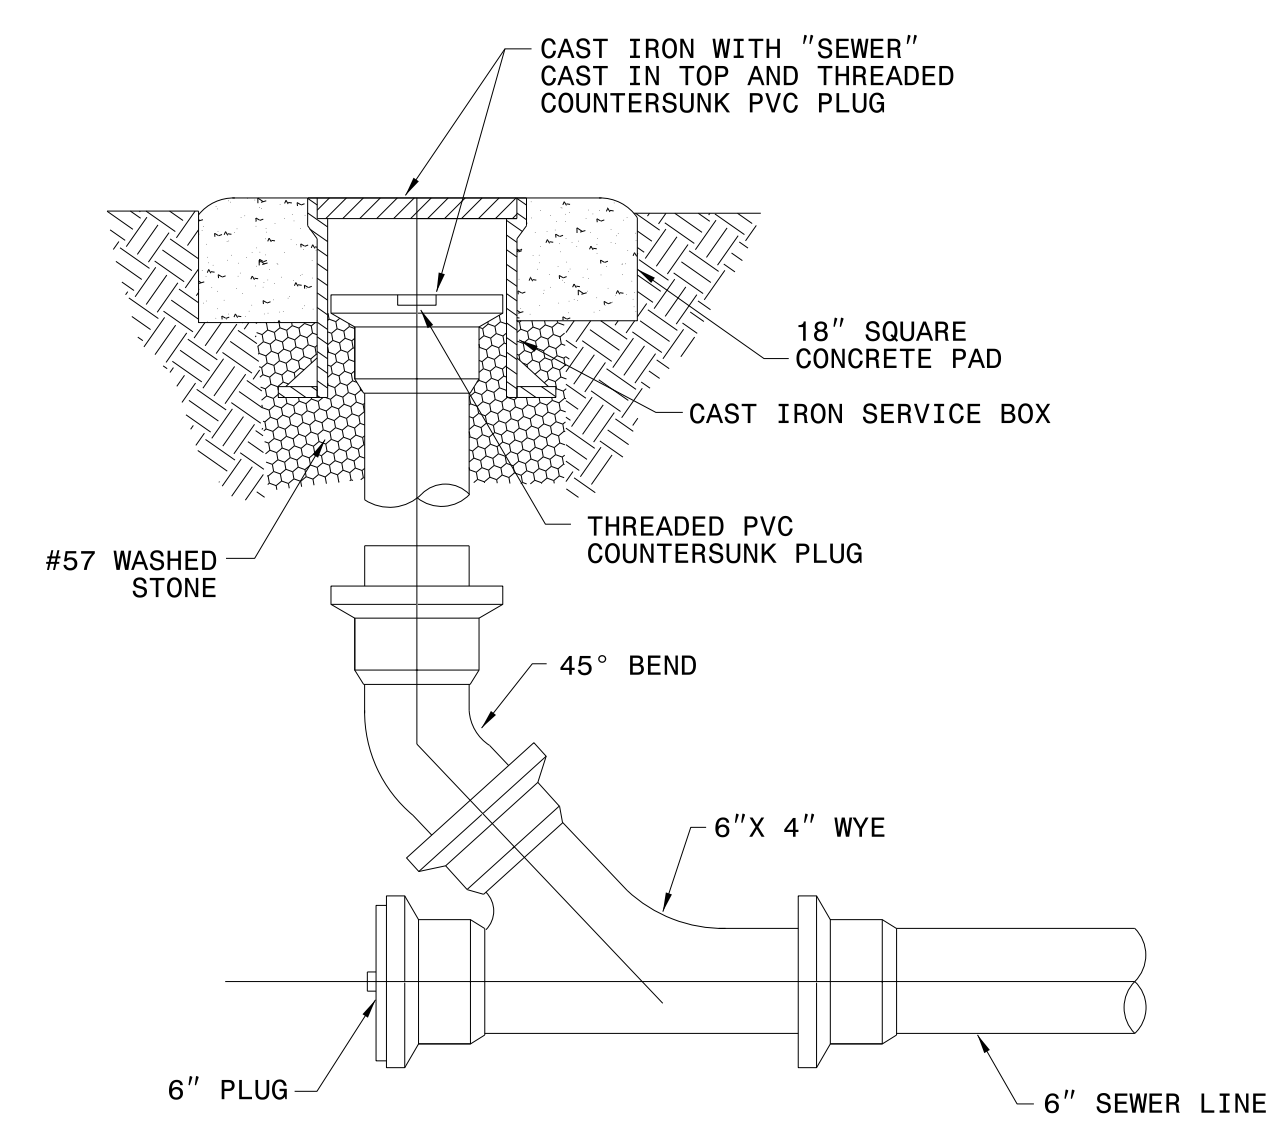 CAST IRON WITH "SEWER"
CAST IN TOP AND THREADED
COUNTERSUNK PVC PLUG
18" SQUARE
CONCRETE PAD
CAST IRON SERVICE BOX
THREADED PVC
COUNTERSUNK PLUG
#57 WASHED
STONE
45° BEND
6"X 4" WYE
6" PLUG
6" SEWER LINE